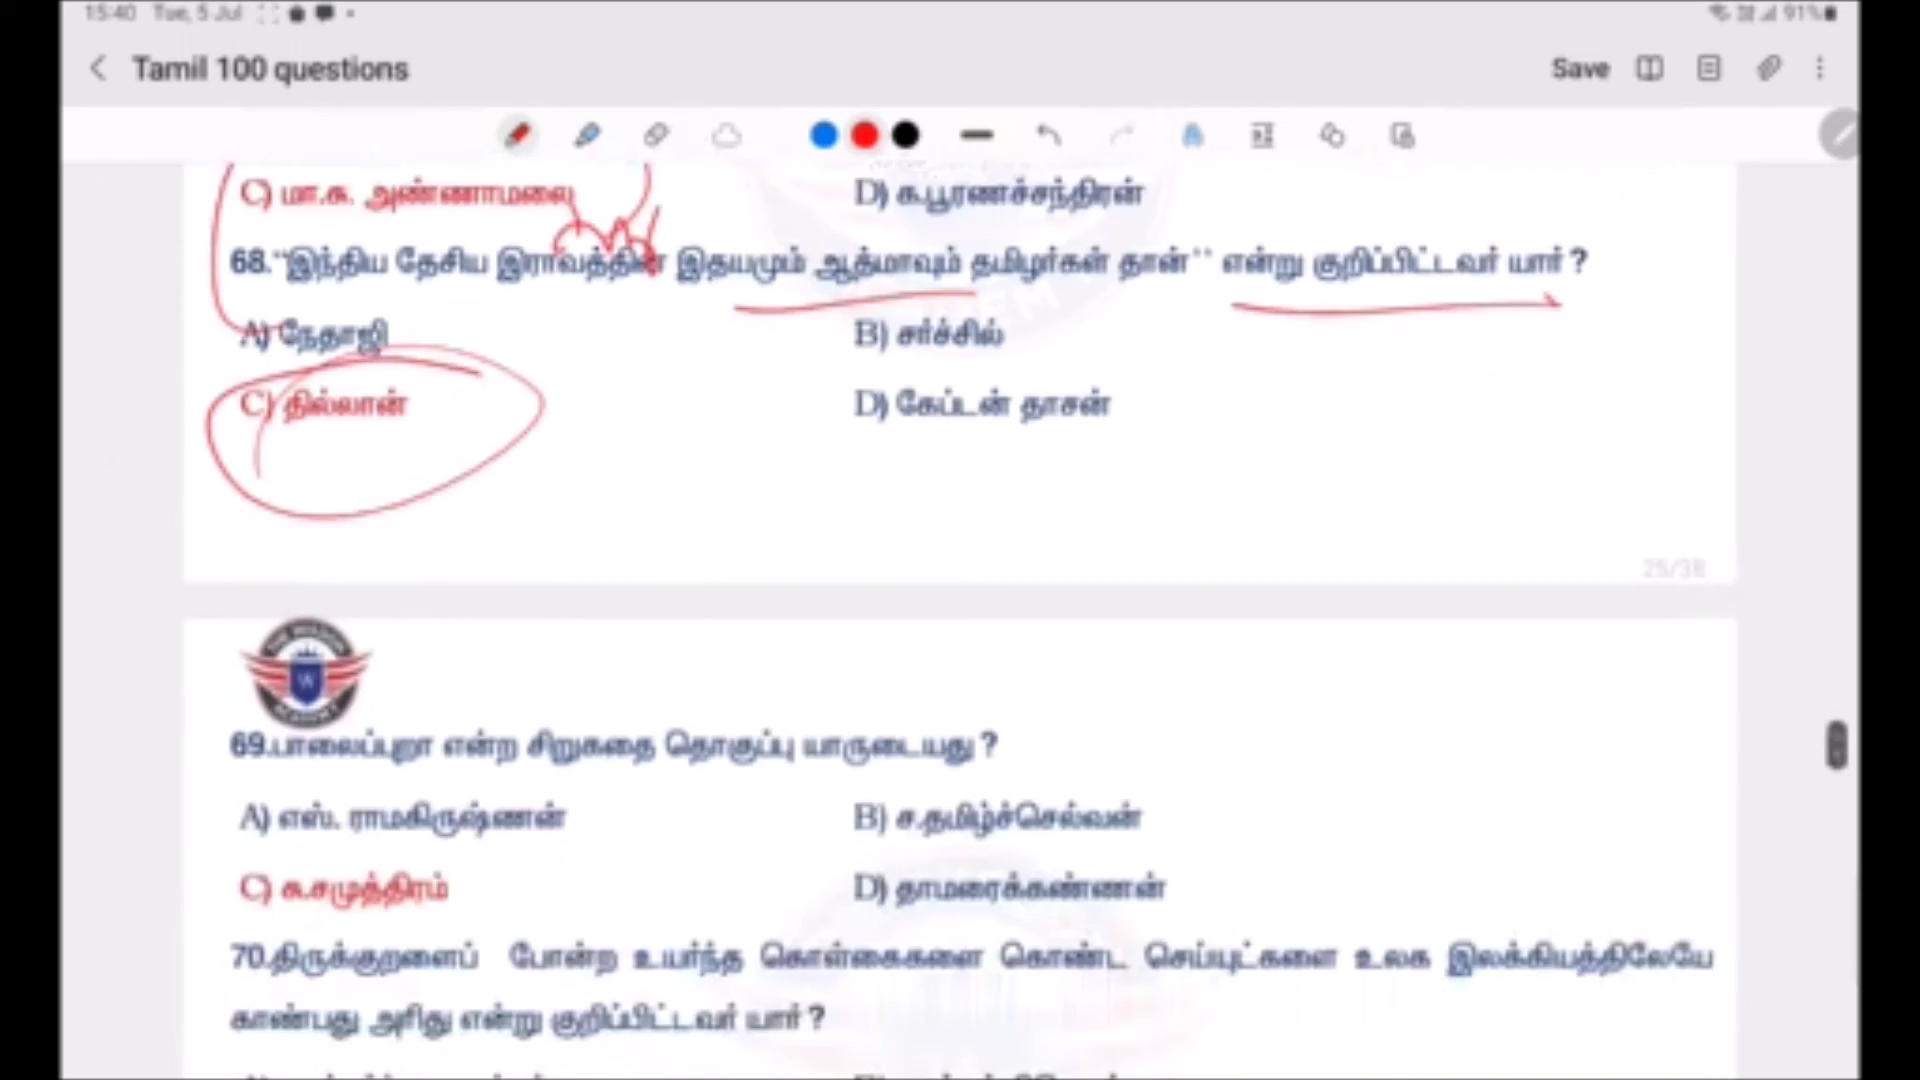 15:40 Tue, 5 Jul
91%
Tamil 100 questions
Save
C) மா.சு. அண்ணாமலை
D) க.பூரணச்சந்திரன்
68.``இந்திய தேசிய இராவத்தின் இதயமும் ஆத்மாவும் தமிழர்கள் தான்`` என்று குறிப்பிட்டவர் யார் ?
A) நேதாஜி
B) சர்ச்சில்
C) தில்லான்
D) கேப்டன் தாசன்
25/38
69.பாலைப்புறா என்ற சிறுகதை தொகுப்பு யாருடையது ?
A) எஸ். ராமகிருஷ்ணன்
B) ச.தமிழ்ச்செல்வன்
C) சு.சமுத்திரம்
D) தாமரைக்கண்ணன்
70.திருக்குறளைப் போன்ற உயர்ந்த கொள்கைகளை கொண்ட செய்யுட்களை உலக இலக்கியத்திலேயே
காண்பது அரிது என்று குறிப்பிட்டவர் யார் ?